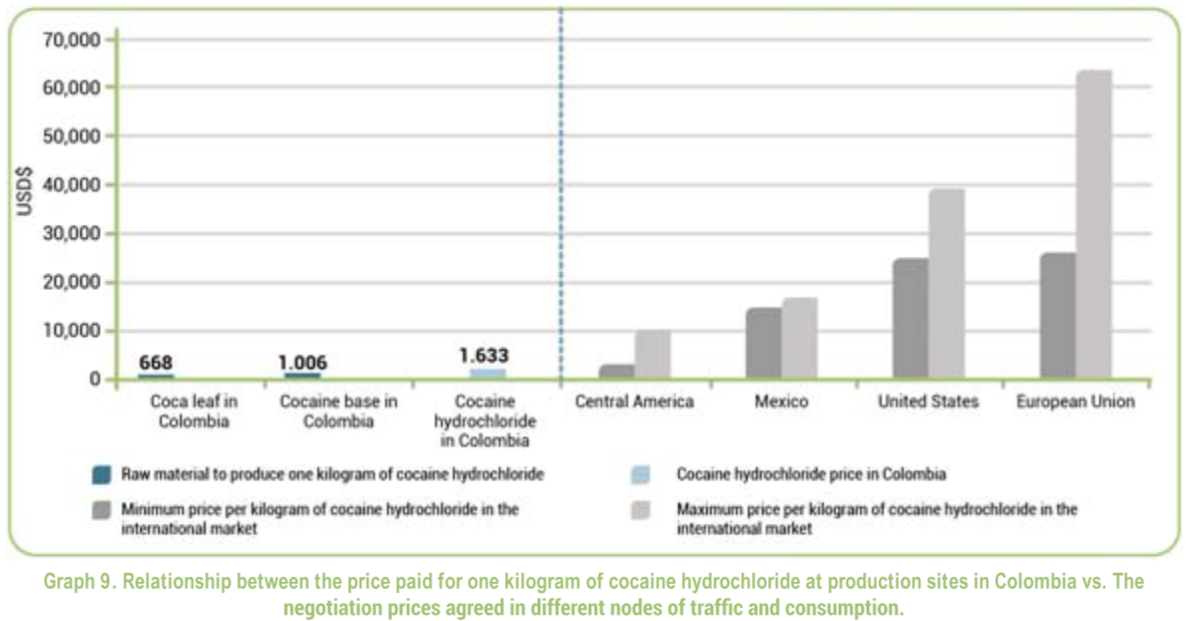 70,000
60,000
50,000
40,000
30,000
20,000
10,000
0
USD$
668
1.006
1.633
Coca leaf in
Colombia
Cocaine base in
Colombia
Cocaine
hydrochloride
in Colombia
Central America
Mexico
United States
European Union
Raw material to produce one kilogram of cocaine hydrochloride
Cocaine hydrochloride price in Colombia
Minimum price per kilogram of cocaine hydrochloride in the
international market
Maximum price per kilogram of cocaine hydrochloride in the
international market
Graph 9. Relationship between the price paid for one kilogram of cocaine hydrochloride at production sites in Colombia vs. The
negotiation prices agreed in different nodes of traffic and consumption.